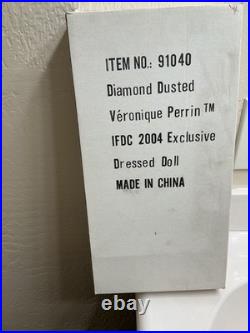 ITEM NO.: 91040
Diamond Dusted
Véronique Perrin™
IFDC 2004 Exclusive
Dressed Doll
MADE IN CHINA